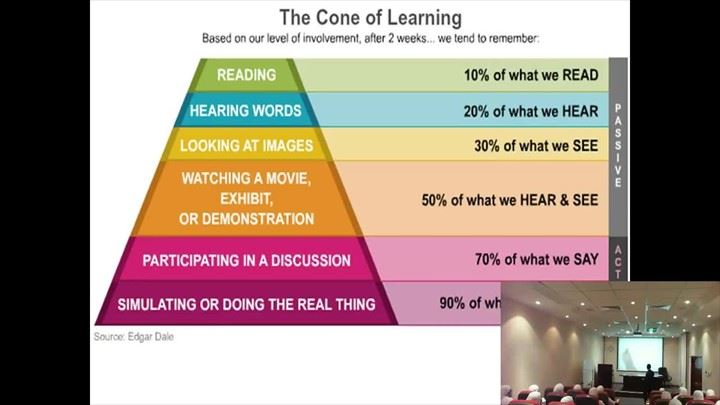 The Cone of Learning
Based on our level of involvement, after 2 weeks... we tend to remember:
READING 10% of what we READ
HEARING WORDS 20% of what we HEAR
LOOKING AT IMAGES 30% of what we SEE
WATCHING A MOVIE,
EXHIBIT,
OR DEMONSTRATION
50% of what we HEAR & SEE
PARTICIPATING IN A DISCUSSION 70% of what we SAY
SIMULATING OR DOING THE REAL THING 90% of wh
PASSIVE
ACT
Source: Edgar Dale